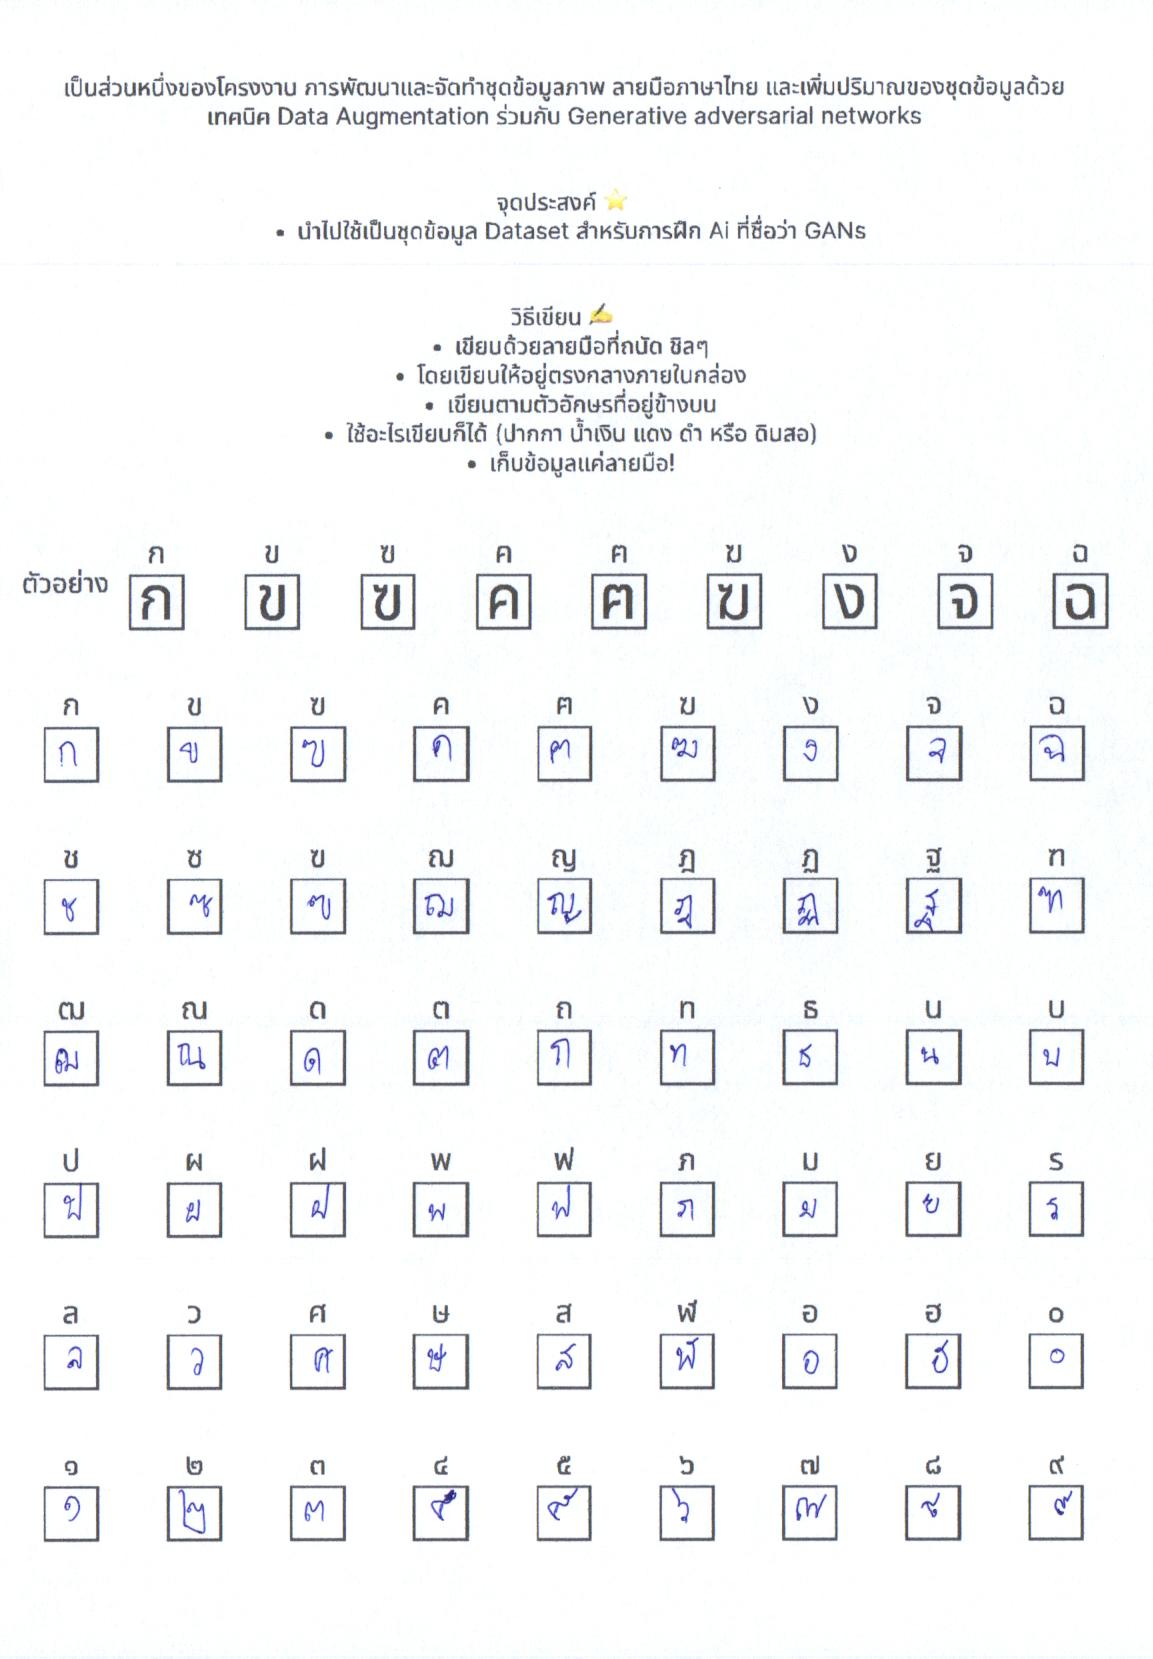 เป็นส่วนหนึ่งของโครงงาน การพัฒนาและจัดทำชุดข้อมูลภาพ ลายมือภาษาไทย และเพิ่มปริมาณของชุดข้อมูลด้วย
เทคนิค Data Augmentation ร่วมกับ Generative adversarial networks
จุดประสงค์ ⭐
• นำไปใช้เป็นชุดข้อมูล Dataset สำหรับการฝึก Ai ที่ชื่อว่า GANs
วิธีเขียน ✍
• เขียนด้วยลายมือที่ถนัด ชิลๆ
• โดยเขียนให้อยู่ตรงกลางภายในกล่อง
• เขียนตามตัวอักษรที่อยู่ข้างบน
• ใช้อะไรเขียนก็ได้ (ปากกา น้ำเงิน แดง ดำ หรือ ดินสอ)
• เก็บข้อมูลแค่ลายมือ!
ก ข ฃ ค ฅ ฆ ง จ ฉ
ตัวอย่าง ก ข ฃ ค ฅ ฆ ง จ ฉ
ก ข ฃ ค ฅ ฆ ง จ ฉ
ก ข ฃ ค ฅ ฆ ง จ ฉ
ช ซ ฃ ฌ ญ ฎ ฏ ฐ ฑ
ช ซ ฃ ฌ ญ ฎ ฏ ฐ ฑ
ฒ ณ ด ต ถ ท ธ น บ
ฒ ณ ด ต ถ ท ธ น บ
ป ผ ฝ พ ฟ ภ ม ย ร
ป ผ ฝ พ ฟ ภ ม ย ร
ล ว ศ ษ ส ฬ อ ฮ ๐
ล ว ศ ษ ส ฬ อ ฮ ๐
๑ ๒ ๓ ๔ ๕ ๖ ๗ ๘ ๙
๑ ๒ ๓ ๔ ๕ ๖ ๗ ๘ ๙